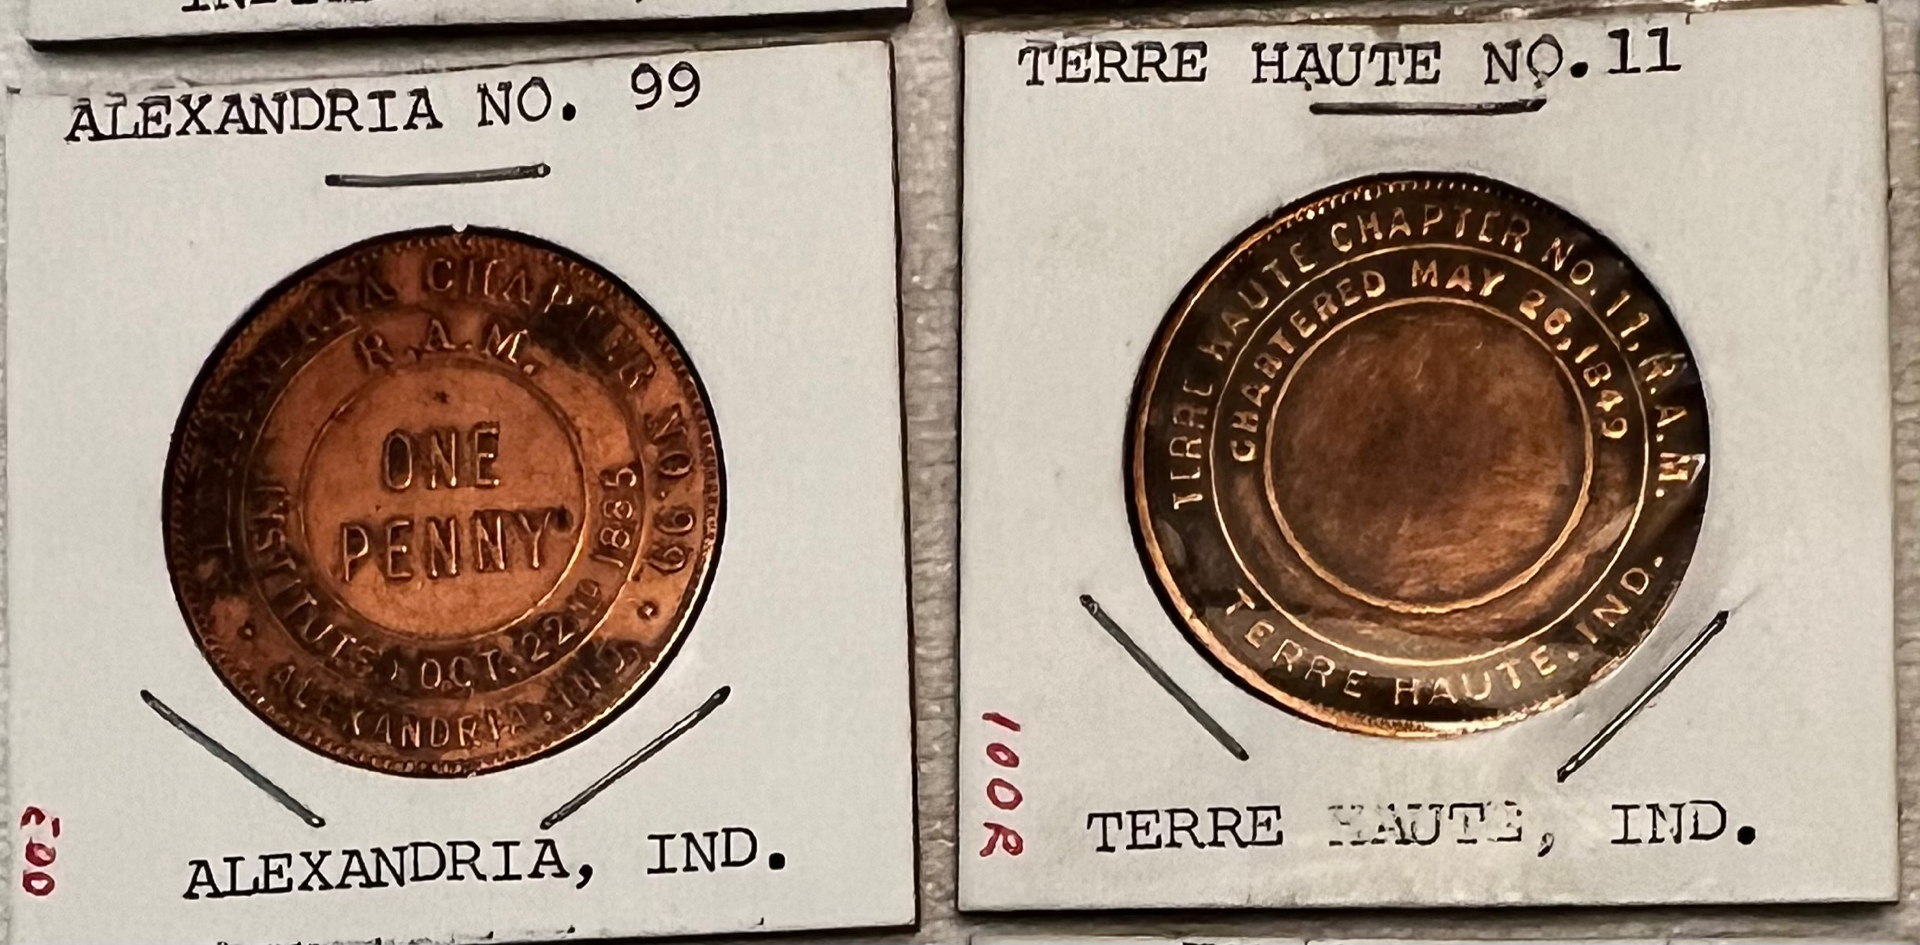 ALEXANDRIA NO. 99
ALEXANDRIA CHAPTER NO. 99
R.A.M.
ONE
PENNY
INSTITUTED OCT. 22ND 1885
ALEXANDRIA, IND.
ALEXANDRIA, IND.
TERRE HAUTE NO.11
TERRE HAUTE CHAPTER NO. 11, R.A.M.
CHARTERED MAY 26, 1849
TERRE HAUTE, IND.
100R
TERRE HAUTE, IND.